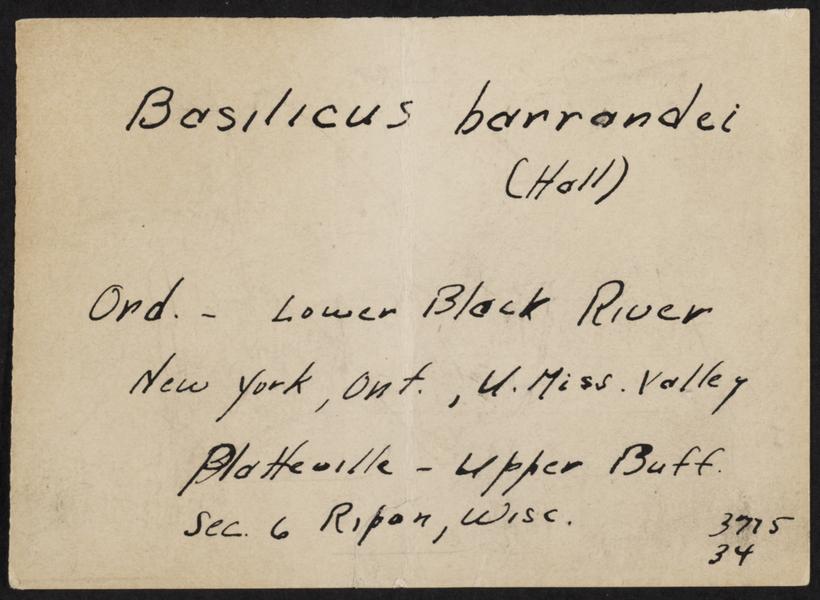 Basilicus barrandei
(Hall)
Ord. - Lower Black River
New York, Ont., U. Miss. Valley
Platteville - Upper Buff.
Sec. 6 Ripon, Wisc.
3775
34